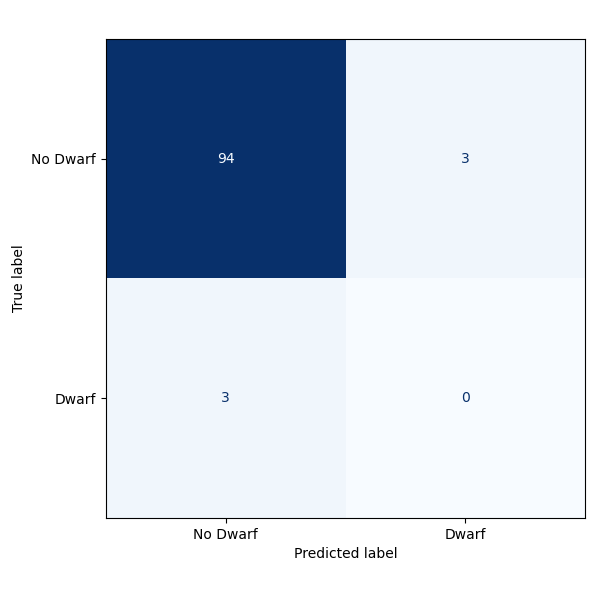 No Dwarf
94
3
True label
Dwarf
3
0
No Dwarf
Dwarf
Predicted label